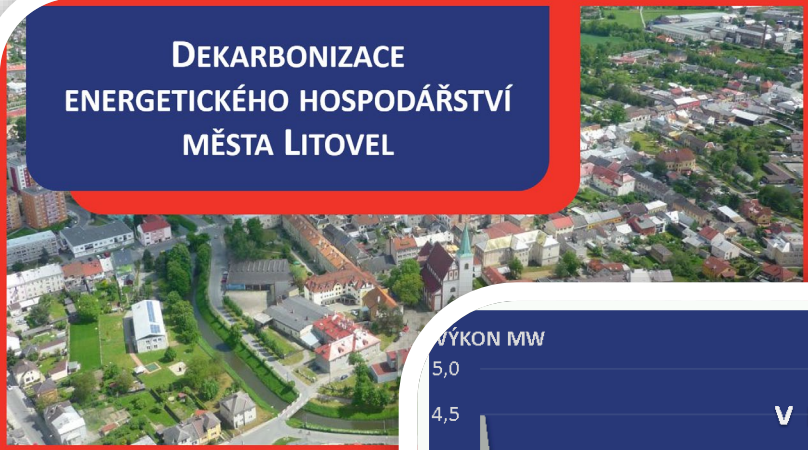 DEKARBONIZACE
ENERGETICKÉHO HOSPODÁŘSTVÍ
MĚSTA LITOVEL
VÝKON MW
5,0
4,5
V